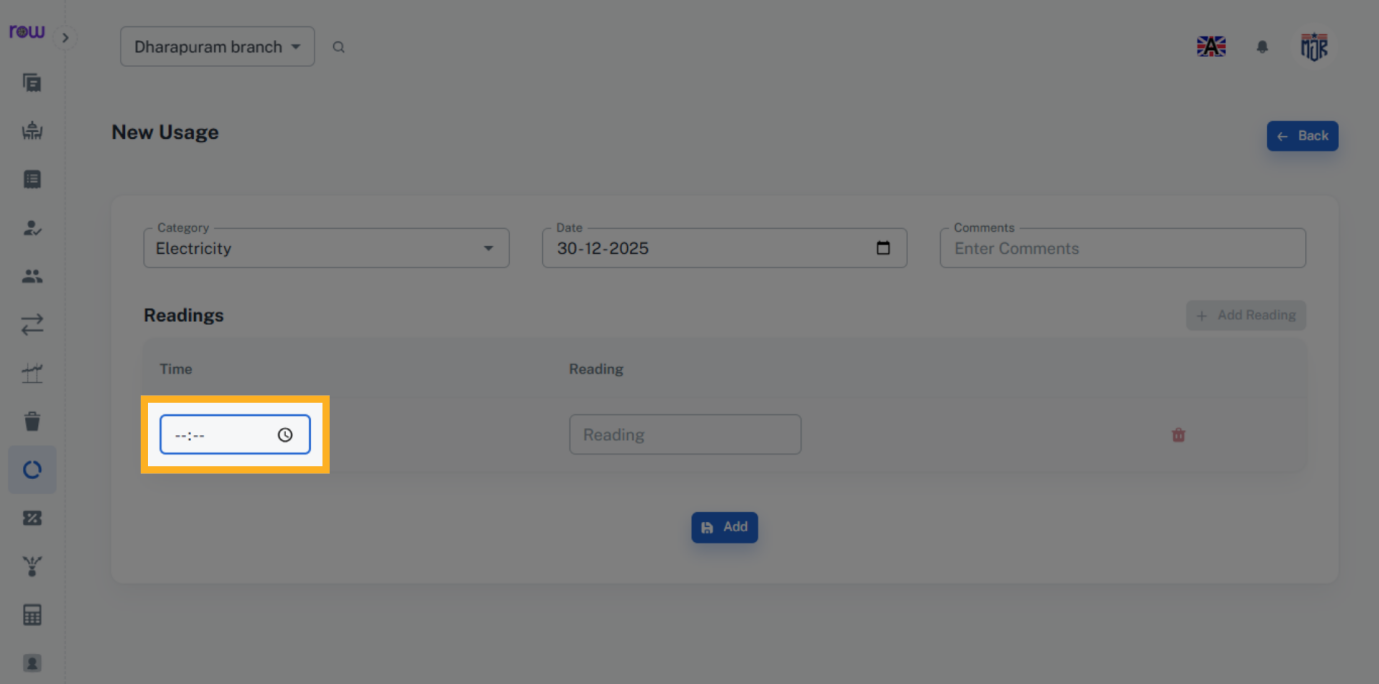 row
Dharapuram branch
A
MJR
New Usage
← Back
Category
Electricity
Date
30-12-2025
Comments
Enter Comments
Readings
+ Add Reading
Time
Reading
--:--
Reading
Add